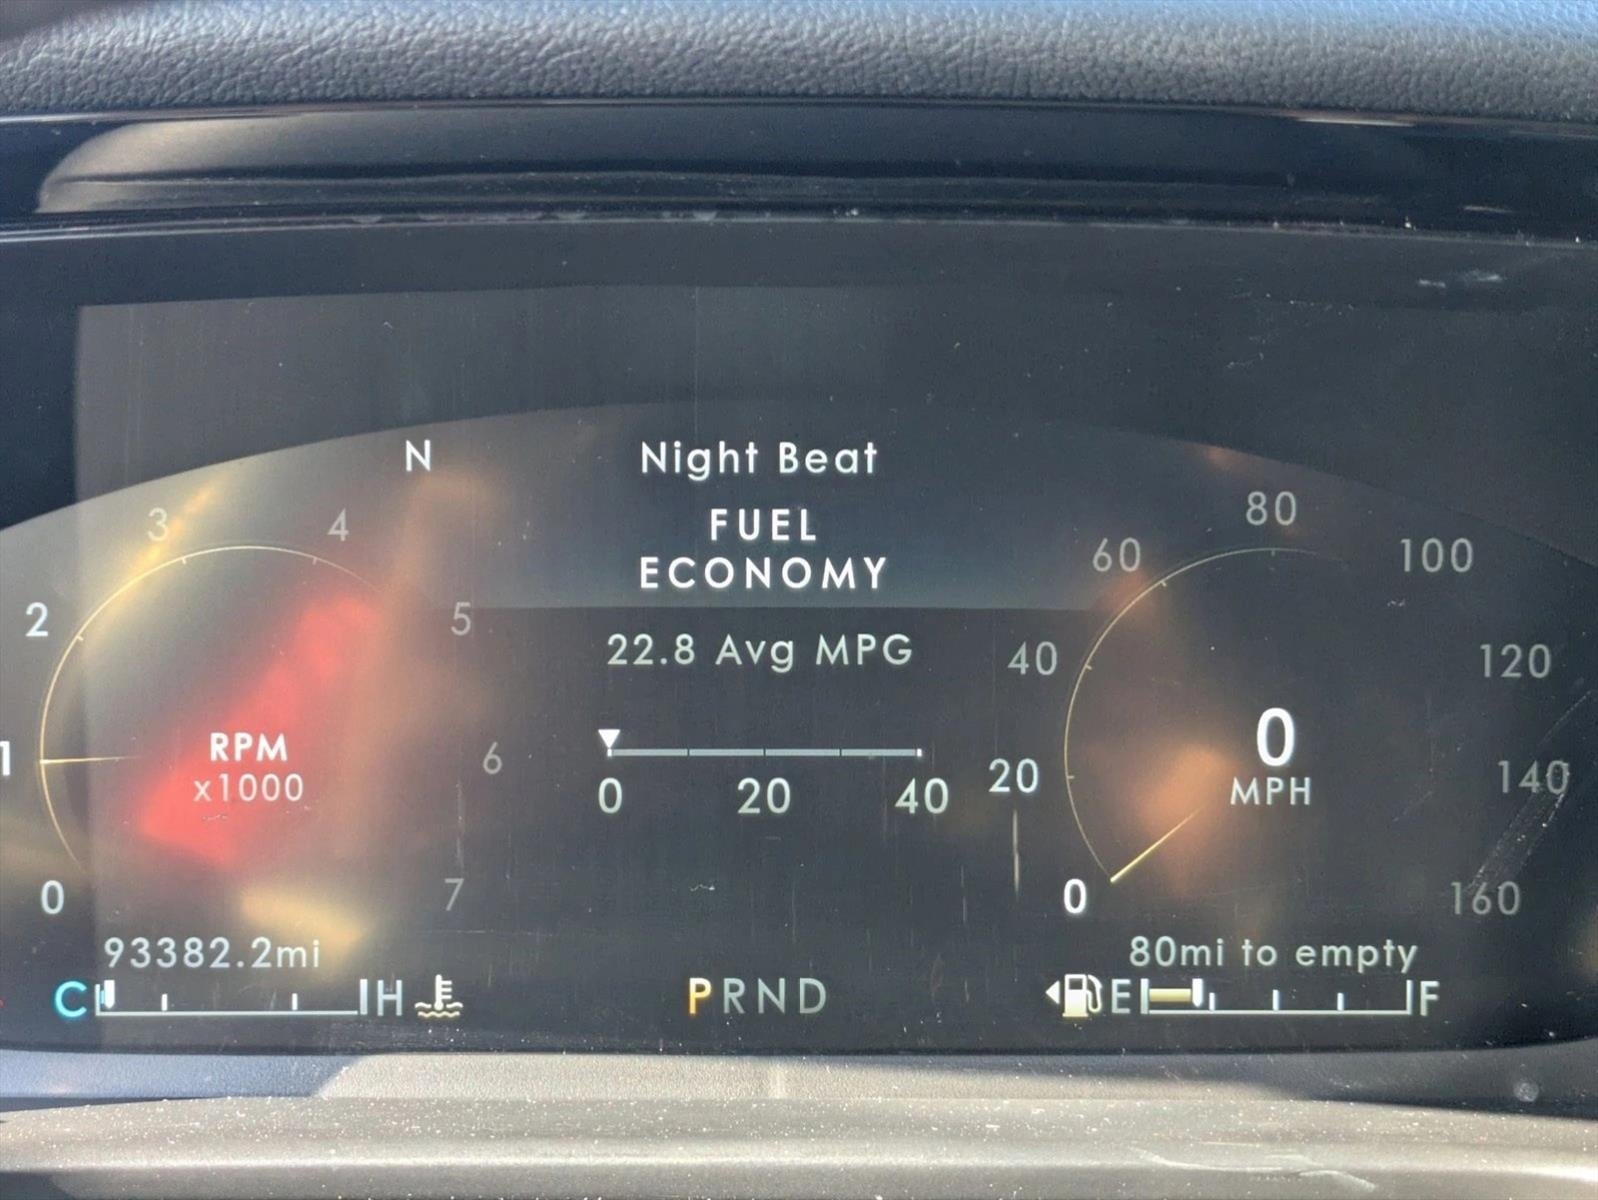 N
Night Beat
FUEL
ECONOMY
22.8 Avg MPG
0 20 40
0 1 2 3 4 5 6 7
RPM
x1000
0 20 40 60 80 100 120 140 160
0
MPH
93382.2mi
C H
PRND
80mi to empty
E F